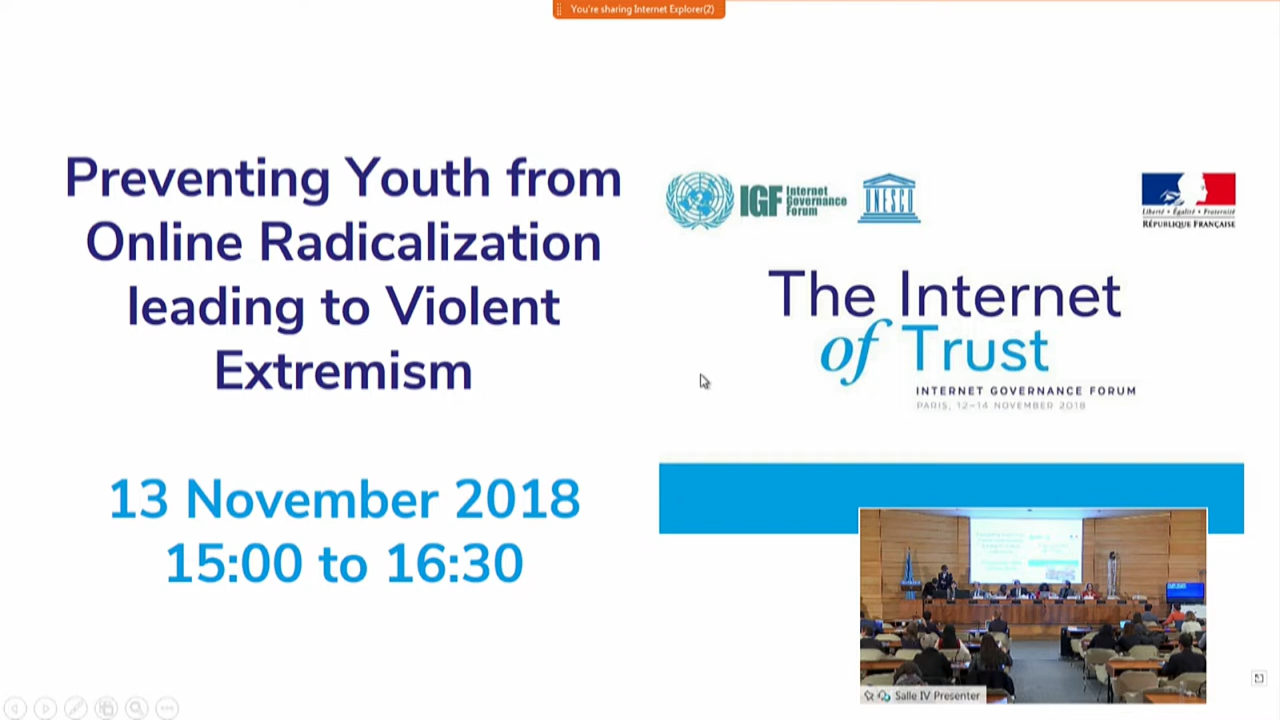 You're sharing Internet Explorer(2)
Preventing Youth from
Online Radicalization
leading to Violent
Extremism
13 November 2018
15:00 to 16:30
IGF Internet
Governance
Forum
UNESCO
Liberté • Égalité • Fraternité
RÉPUBLIQUE FRANÇAISE
The Internet
of Trust
INTERNET GOVERNANCE FORUM
PARIS, 12–14 NOVEMBER 2018
Salle IV Presenter